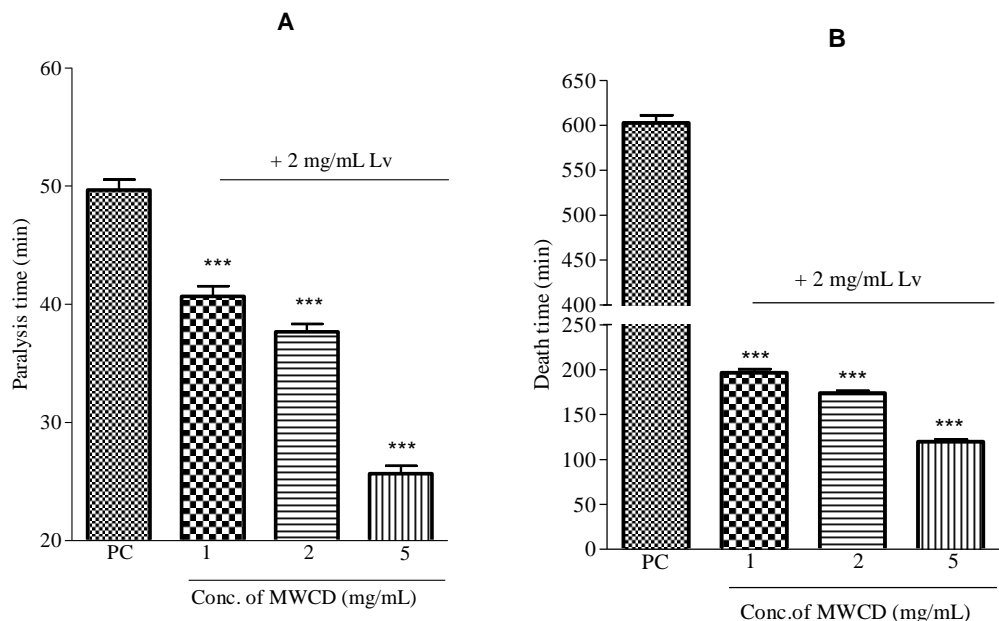 A
Paralysis time (min)
60
50
40
30
20
+ 2 mg/mL Lv
***
***
***
PC 1 2 5
Conc. of MWCD (mg/mL)
B
Death time (min)
650
600
550
500
450
400
250
200
150
100
50
0
+ 2 mg/mL Lv
***
***
***
PC 1 2 5
Conc.of MWCD (mg/mL)